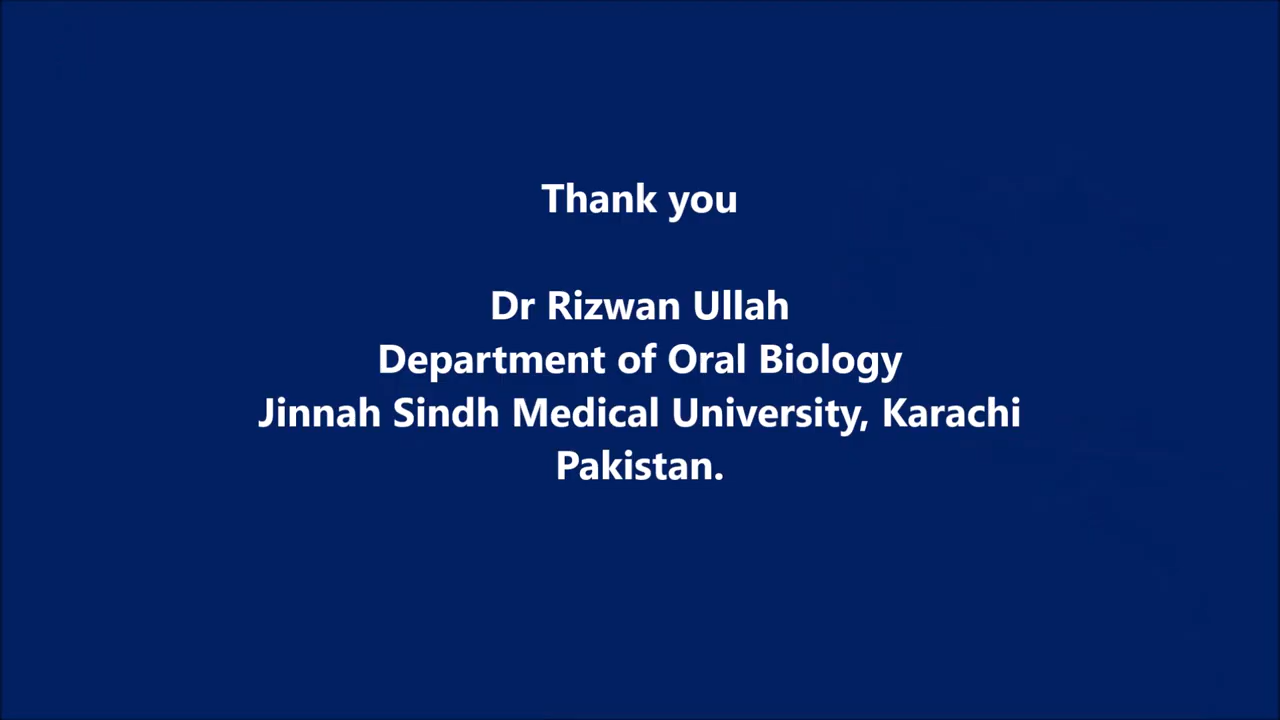 Thank you
Dr Rizwan Ullah
Department of Oral Biology
Jinnah Sindh Medical University, Karachi
Pakistan.